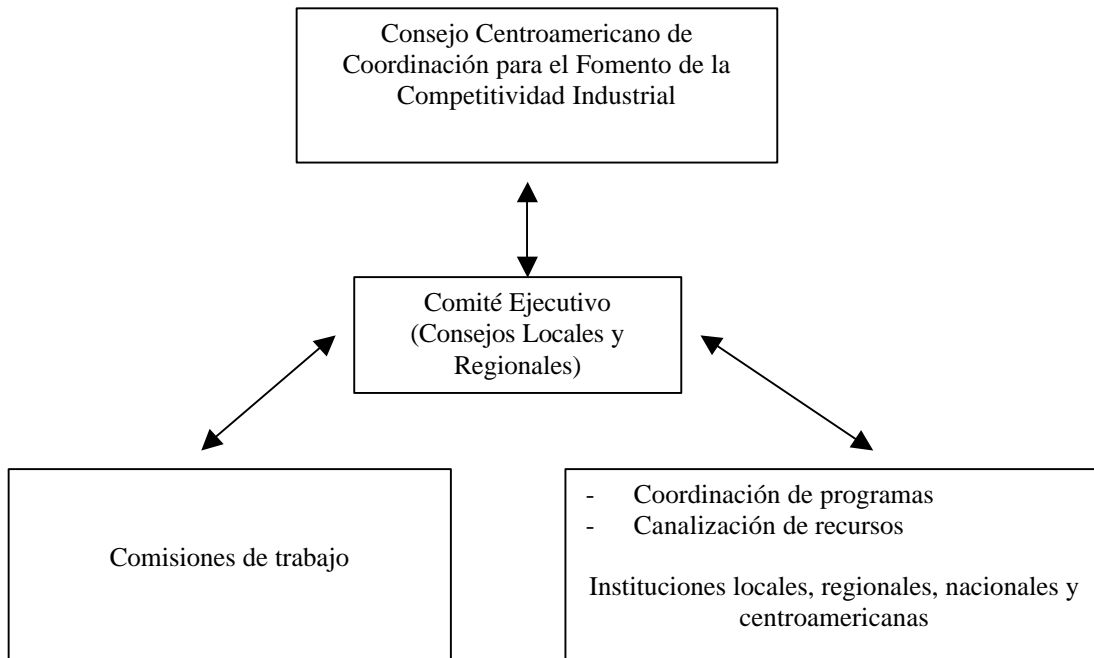 Consejo Centroamericano de
Coordinación para el Fomento de la
Competitividad Industrial
Comité Ejecutivo
(Consejos Locales y
Regionales)
Comisiones de trabajo
- Coordinación de programas
- Canalización de recursos
Instituciones locales, regionales, nacionales y
centroamericanas